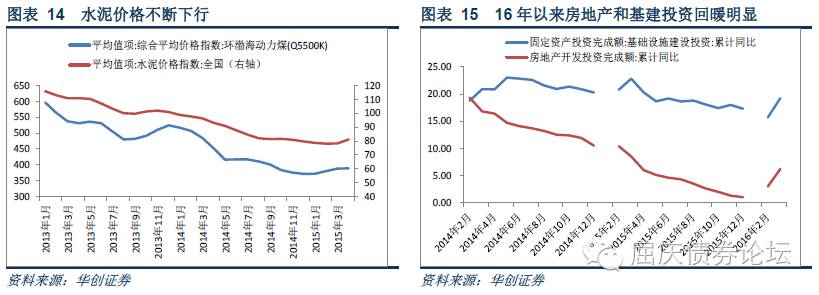 图表 14 水泥价格不断下行
平均值项:综合平均价格指数:环渤海动力煤(Q5500K)
平均值项:水泥价格指数:全国（右轴）
650
600
550
500
450
400
350
300
120
110
100
90
80
70
60
50
40
2013年1月
2013年3月
2013年5月
2013年7月
2013年9月
2013年11月
2014年1月
2014年3月
2014年5月
2014年7月
2014年9月
2014年11月
2015年1月
2015年3月
资料来源：华创证券
图表 15 16 年以来房地产和基建投资回暖明显
固定资产投资完成额:基础设施建设投资:累计同比
房地产开发投资完成额:累计同比
25.00
20.00
15.00
10.00
5.00
0.00
2014年2月
2014年4月
2014年6月
2014年8月
2014年10月
2014年12月
2015年2月
2015年4月
2015年6月
2015年8月
2015年10月
2015年12月
2016年2月
资料来源：华创证券
屈庆债券论坛